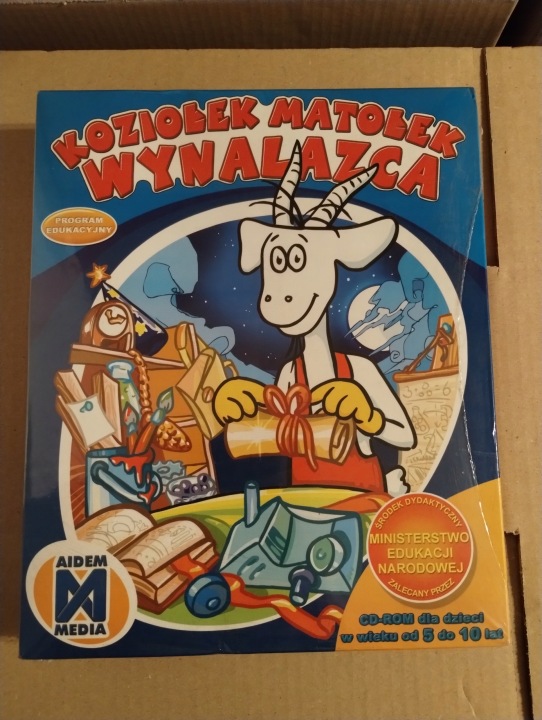 KOZIOŁEK MATOŁEK
WYNALAZCA
PROGRAM
EDUKACYJNY
ŚRODEK DYDAKTYCZNY
MINISTERSTWO
EDUKACJI
NARODOWEJ
ZALECANY PRZEZ
AIDEM
MEDIA
CD-ROM dla dzieci
w wieku od 5 do 10 lat